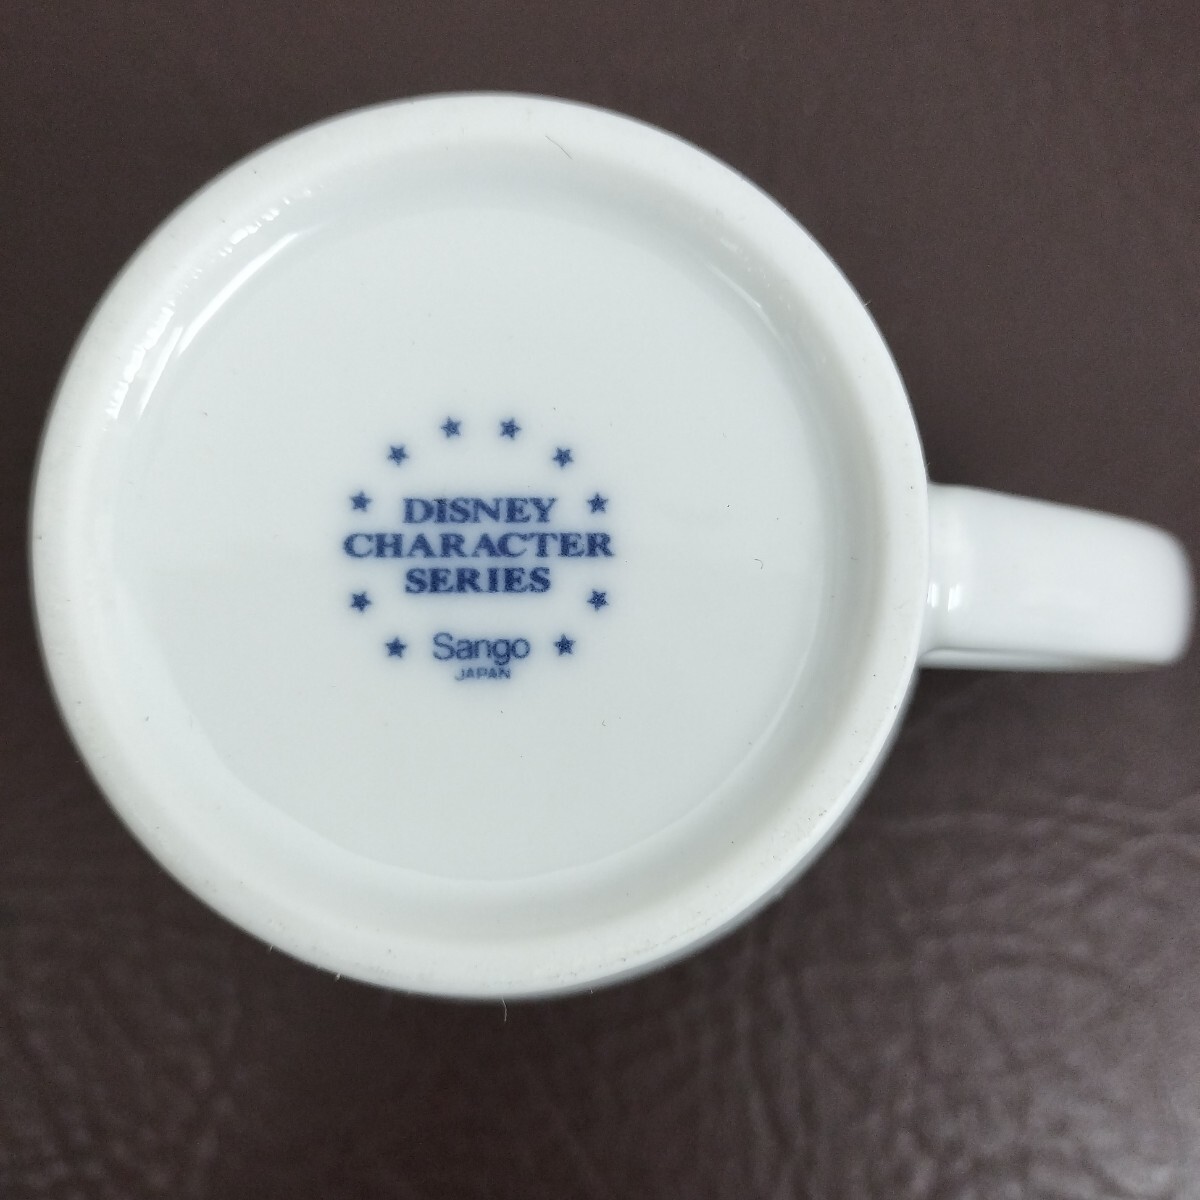 DISNEY
CHARACTER
SERIES
Sango
JAPAN